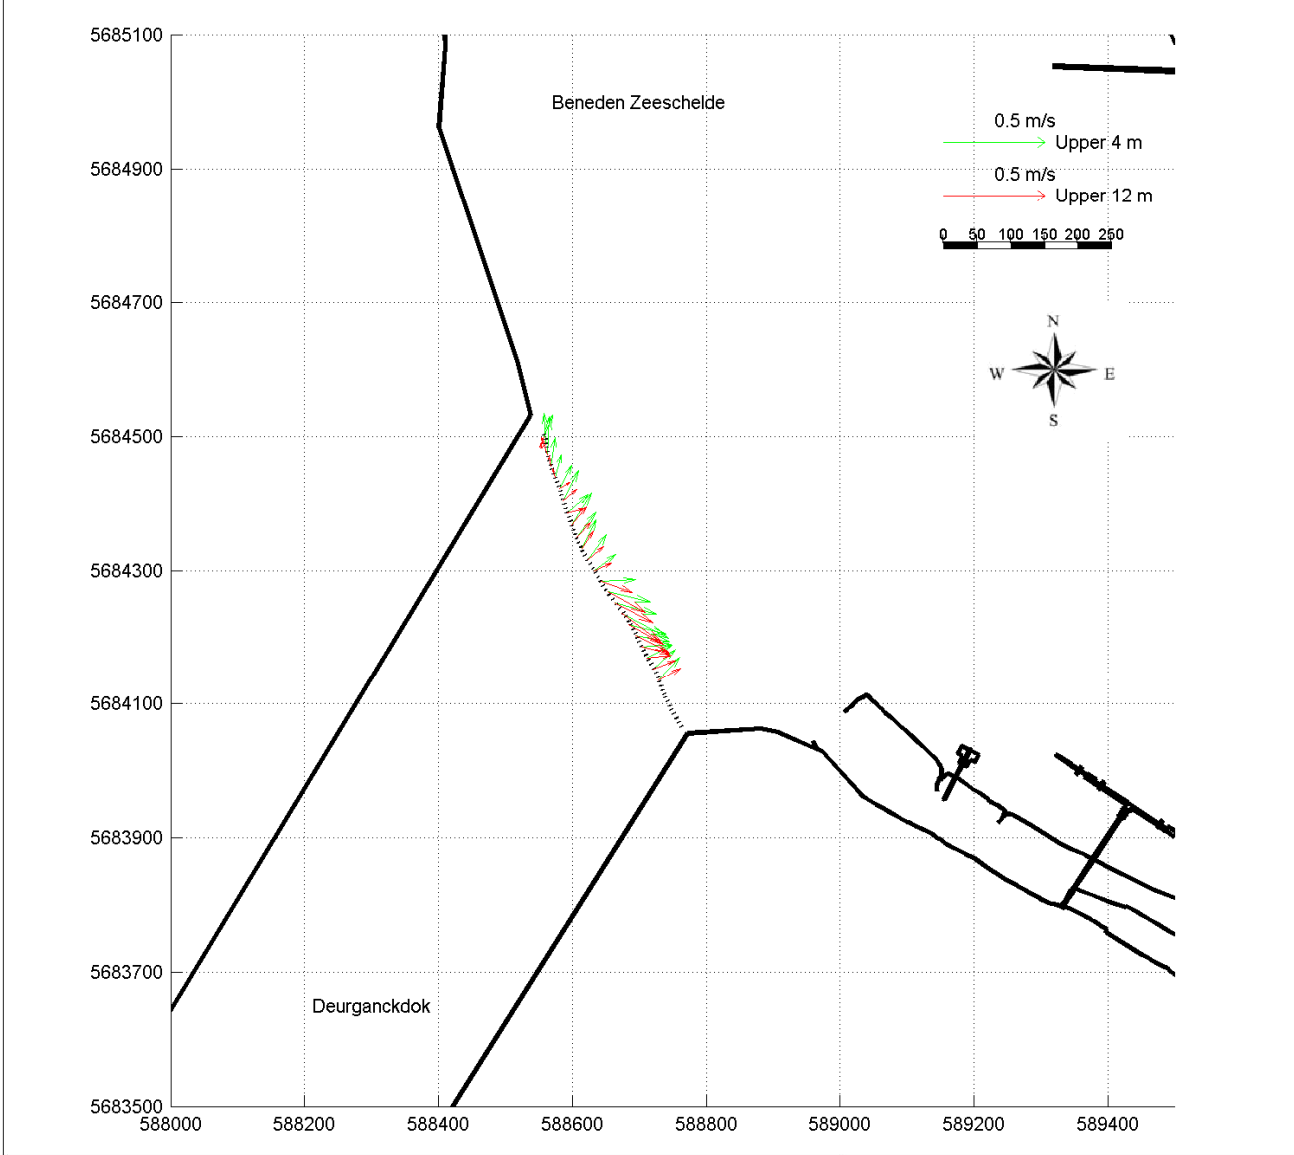 5685100
Beneden Zeeschelde
0.5 m/s
Upper 4 m
5684900
0.5 m/s
Upper 12 m
0 50 100 150 200 250
5684700
N
W E
S
5684500
5684300
5684100
5683900
5683700
Deurganckdok
5683500
588000 588200 588400 588600 588800 589000 589200 589400